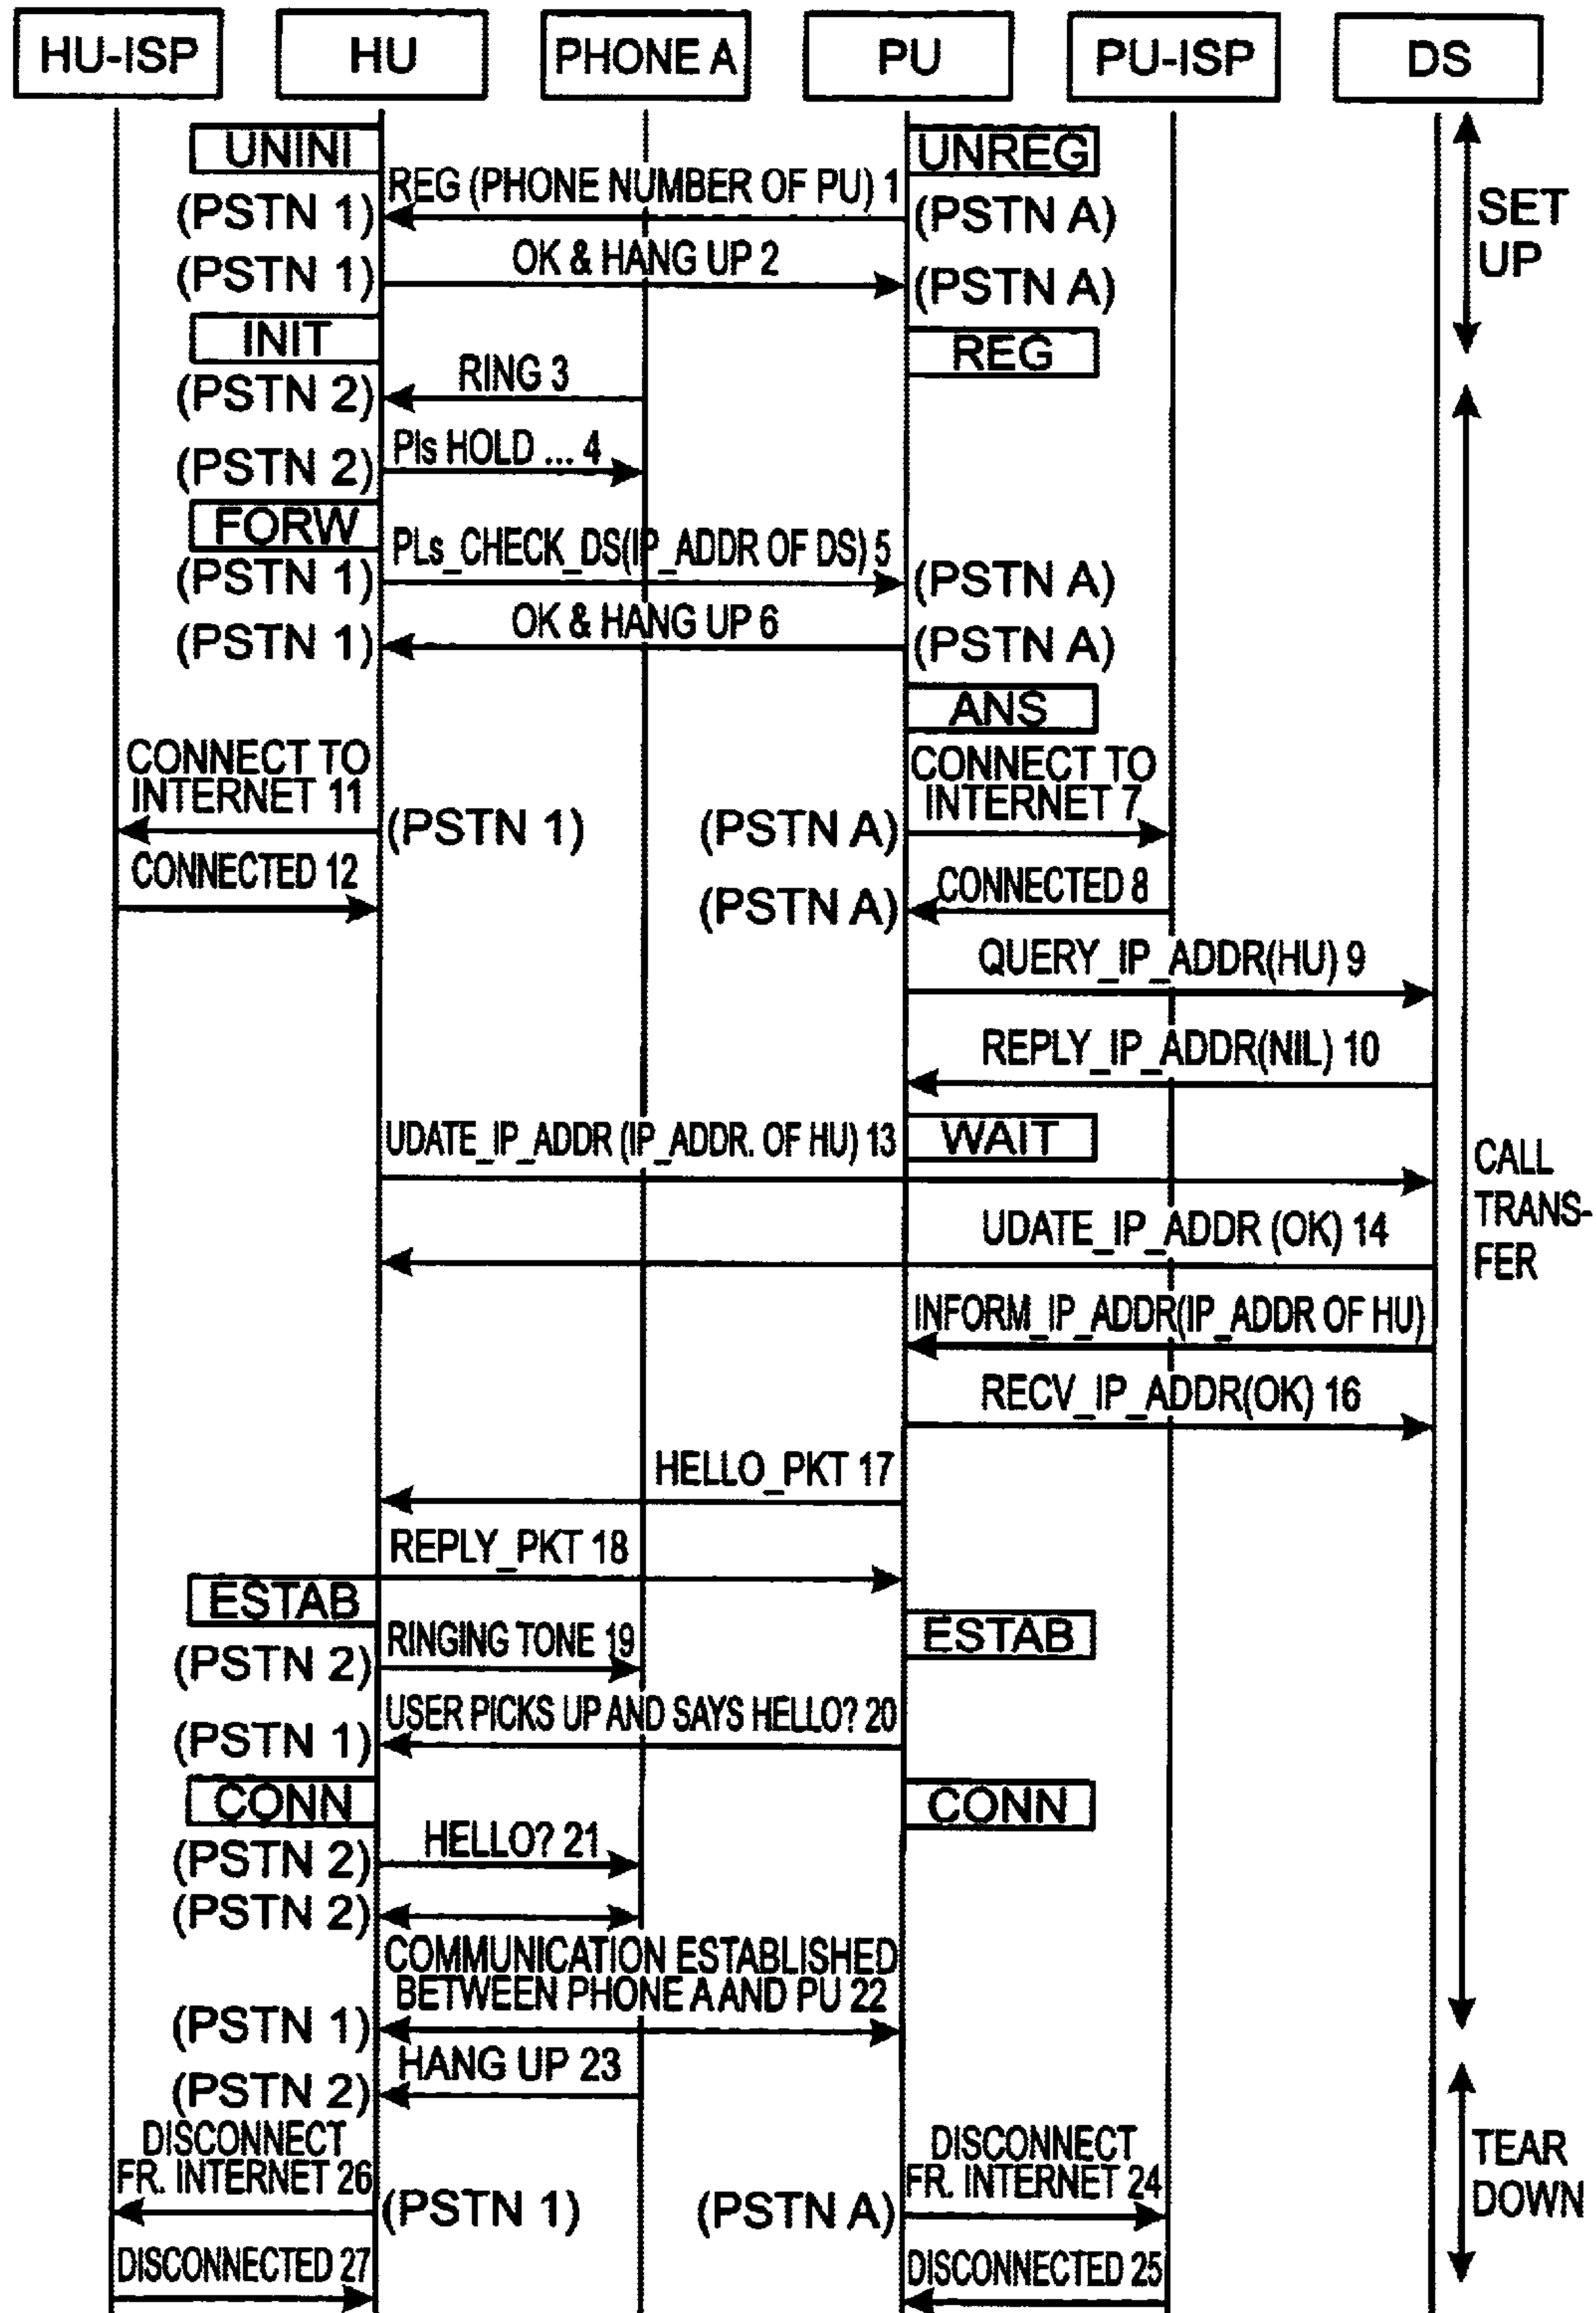 HU-ISP
HU
PHONE A
PU
PU-ISP
DS
UNINI
UNREG
REG (PHONE NUMBER OF PU) 1
(PSTN 1)
(PSTN A)
SET
UP
OK & HANG UP 2
(PSTN 1)
(PSTN A)
INIT
REG
RING 3
(PSTN 2)
Pls HOLD ... 4
(PSTN 2)
FORW
PLs_CHECK_DS(IP_ADDR OF DS) 5
(PSTN 1)
(PSTN A)
OK & HANG UP 6
(PSTN 1)
(PSTN A)
ANS
CONNECT TO
INTERNET 11
CONNECT TO
INTERNET 7
(PSTN 1)
(PSTN A)
CONNECTED 12
CONNECTED 8
(PSTN A)
QUERY_IP_ADDR(HU) 9
REPLY_IP_ADDR(NIL) 10
UDATE_IP_ADDR (IP_ADDR. OF HU) 13
WAIT
CALL
TRANS-
FER
UDATE_IP_ADDR (OK) 14
INFORM_IP_ADDR(IP_ADDR OF HU)
RECV_IP_ADDR(OK) 16
HELLO_PKT 17
REPLY_PKT 18
ESTAB
ESTAB
RINGING TONE 19
(PSTN 2)
USER PICKS UP AND SAYS HELLO? 20
(PSTN 1)
CONN
CONN
HELLO? 21
(PSTN 2)
(PSTN 2)
COMMUNICATION ESTABLISHED
BETWEEN PHONE A AND PU 22
(PSTN 1)
HANG UP 23
(PSTN 2)
DISCONNECT
FR. INTERNET 26
DISCONNECT
FR. INTERNET 24
TEAR
DOWN
(PSTN 1)
(PSTN A)
DISCONNECTED 27
DISCONNECTED 25